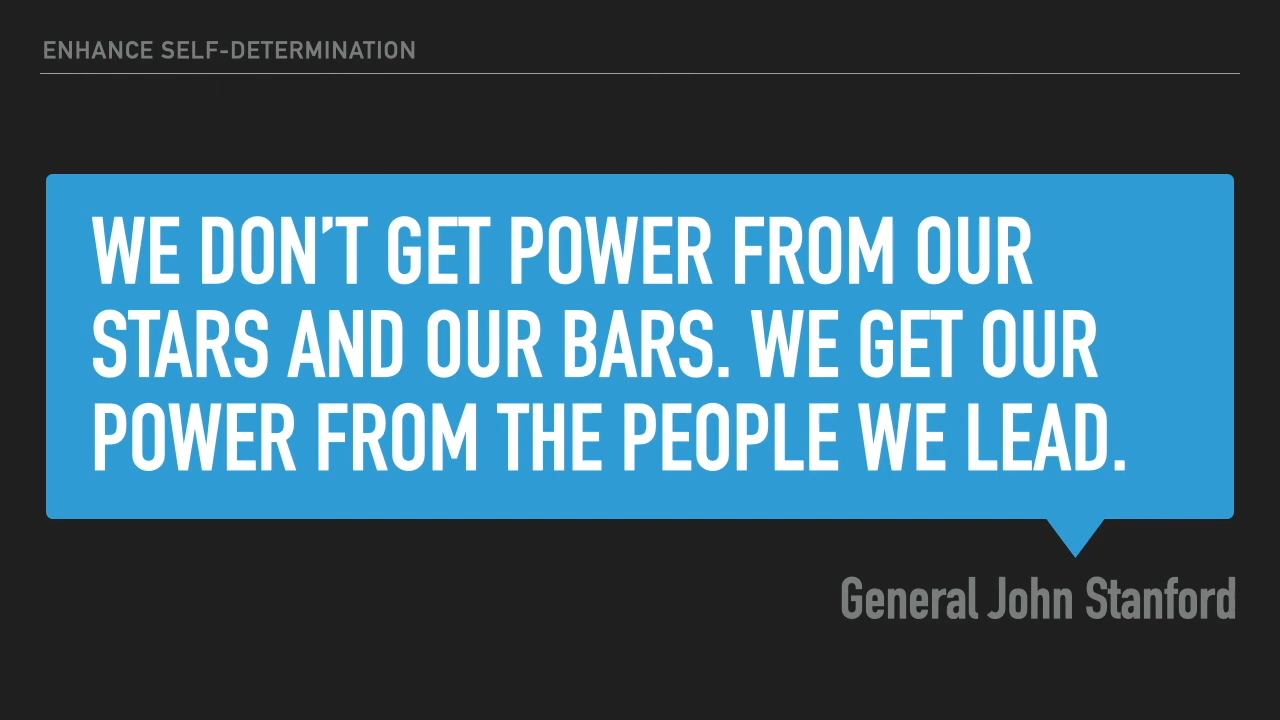 ENHANCE SELF-DETERMINATION
WE DON’T GET POWER FROM OUR
STARS AND OUR BARS. WE GET OUR
POWER FROM THE PEOPLE WE LEAD.
General John Stanford